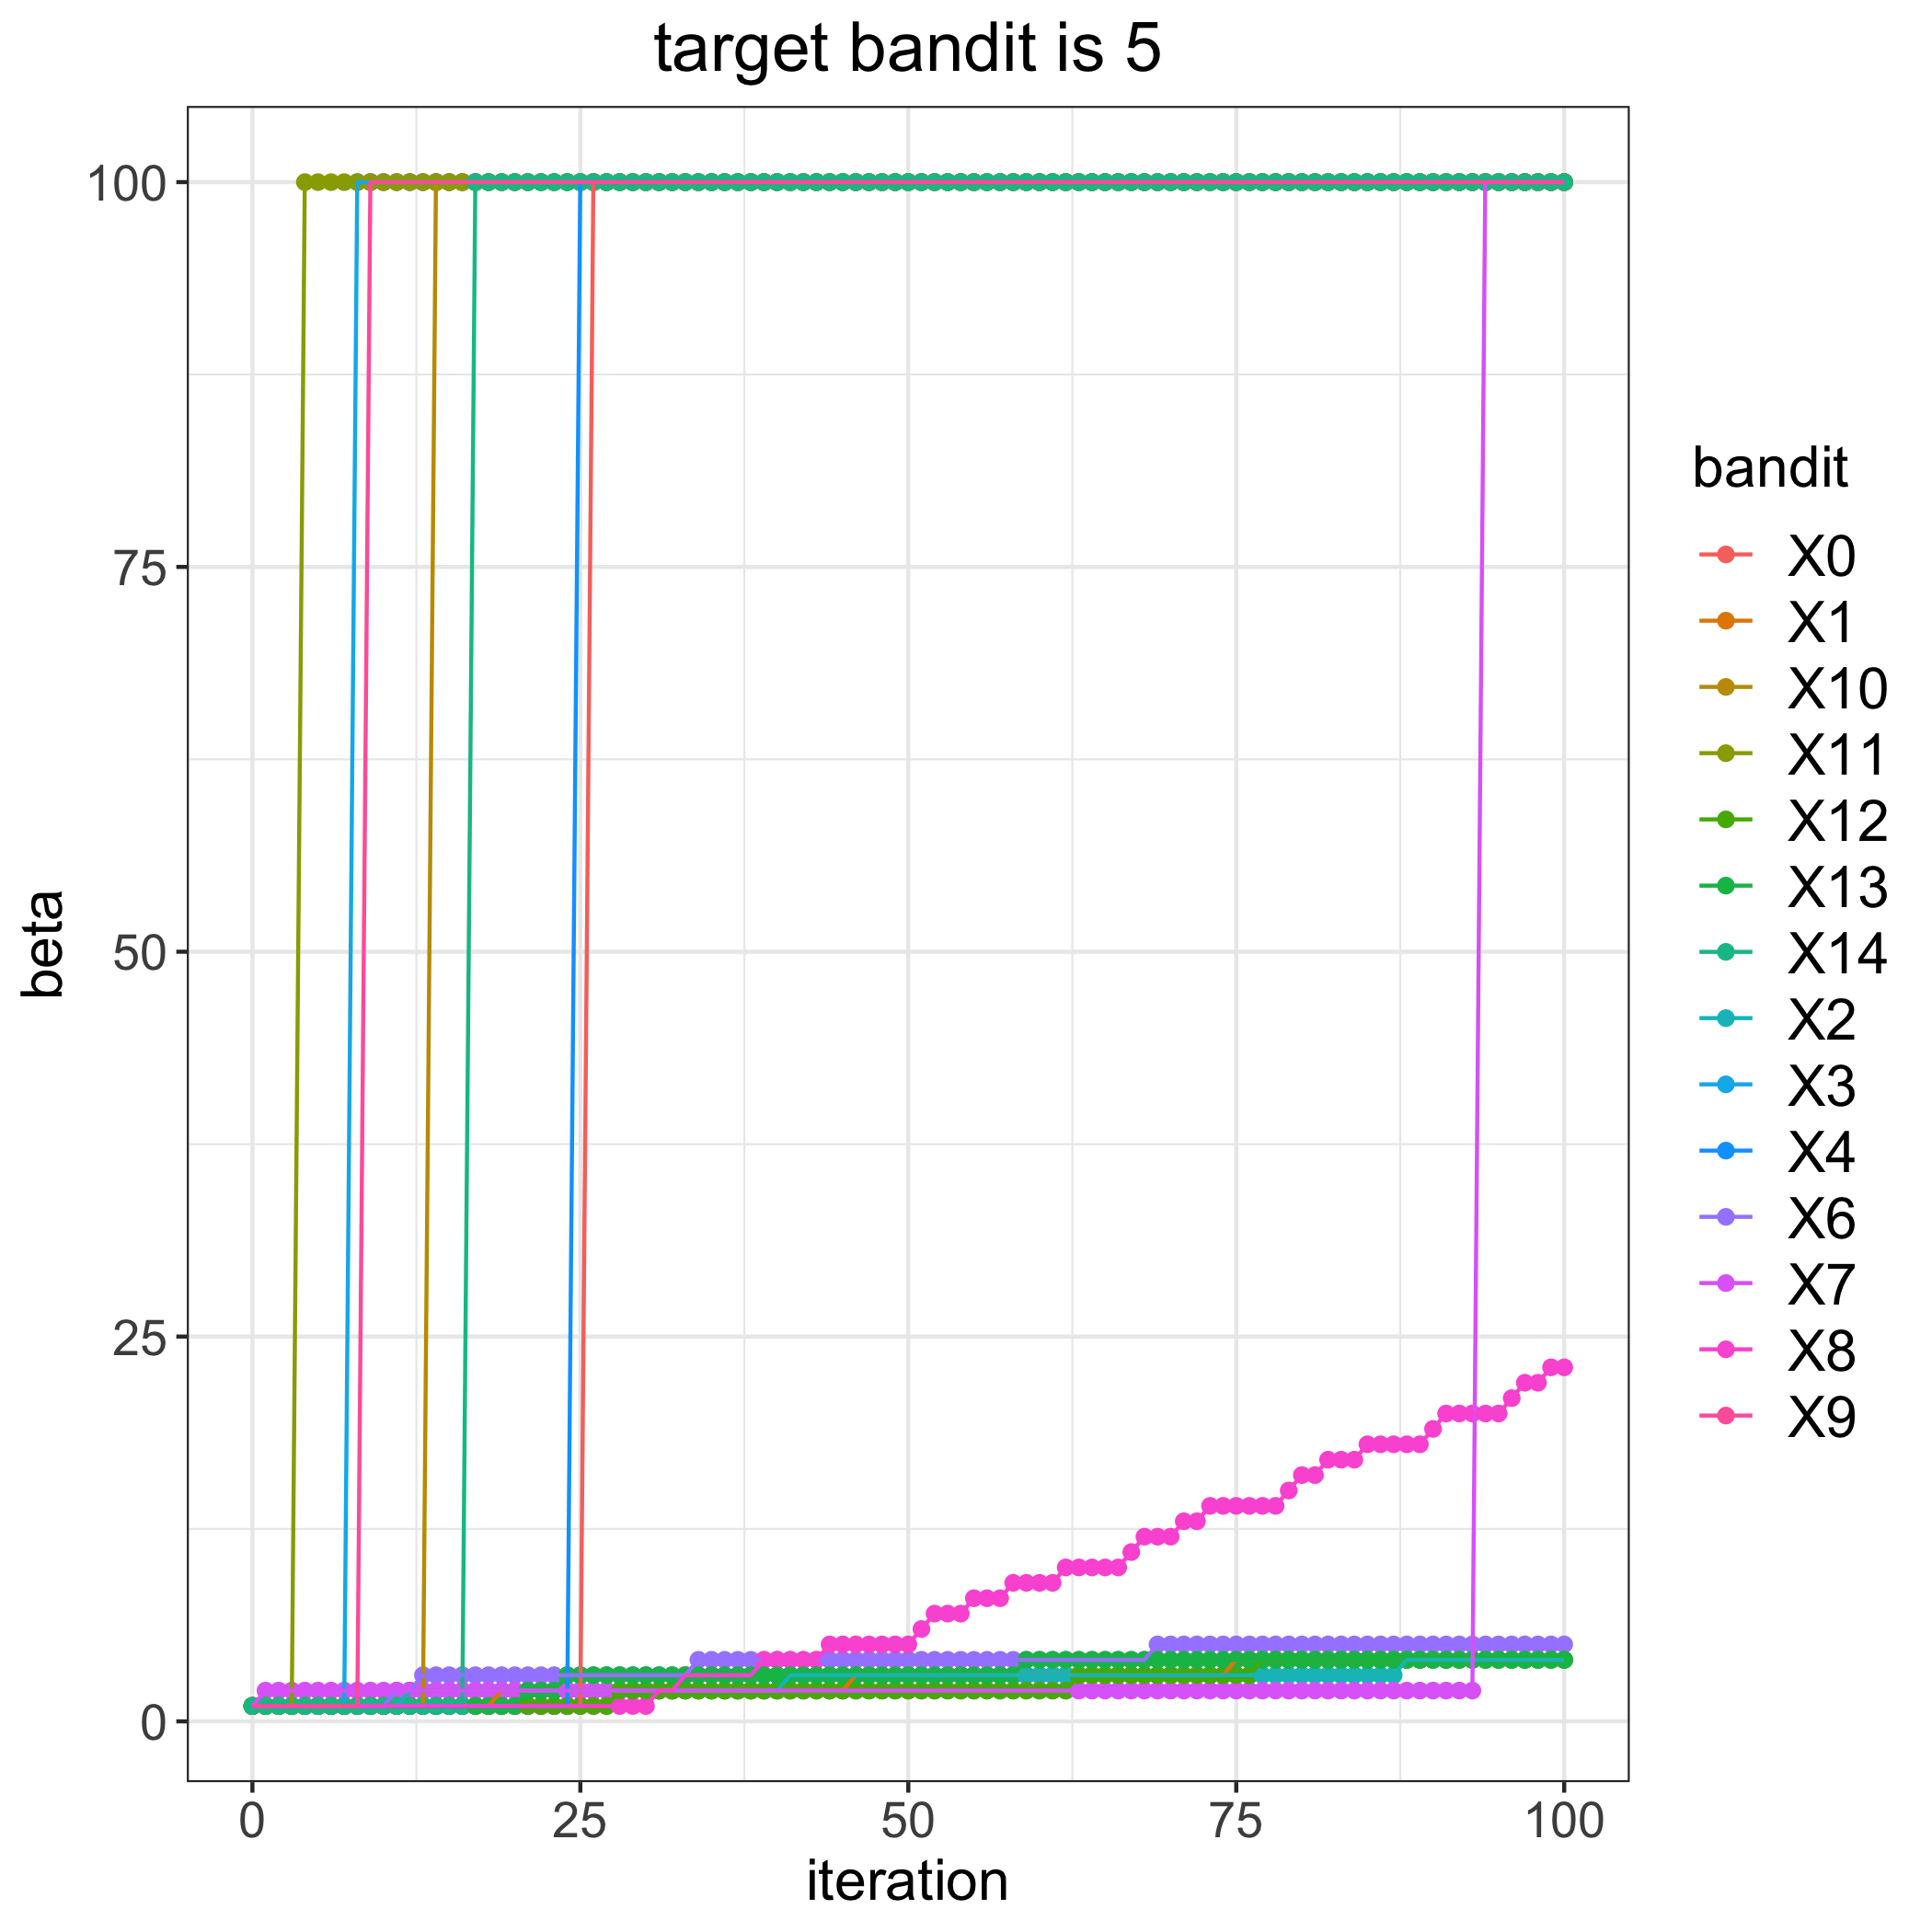 target bandit is 5
100
75
50
25
0
beta
0 25 50 75 100
iteration
bandit
X0
X1
X10
X11
X12
X13
X14
X2
X3
X4
X6
X7
X8
X9